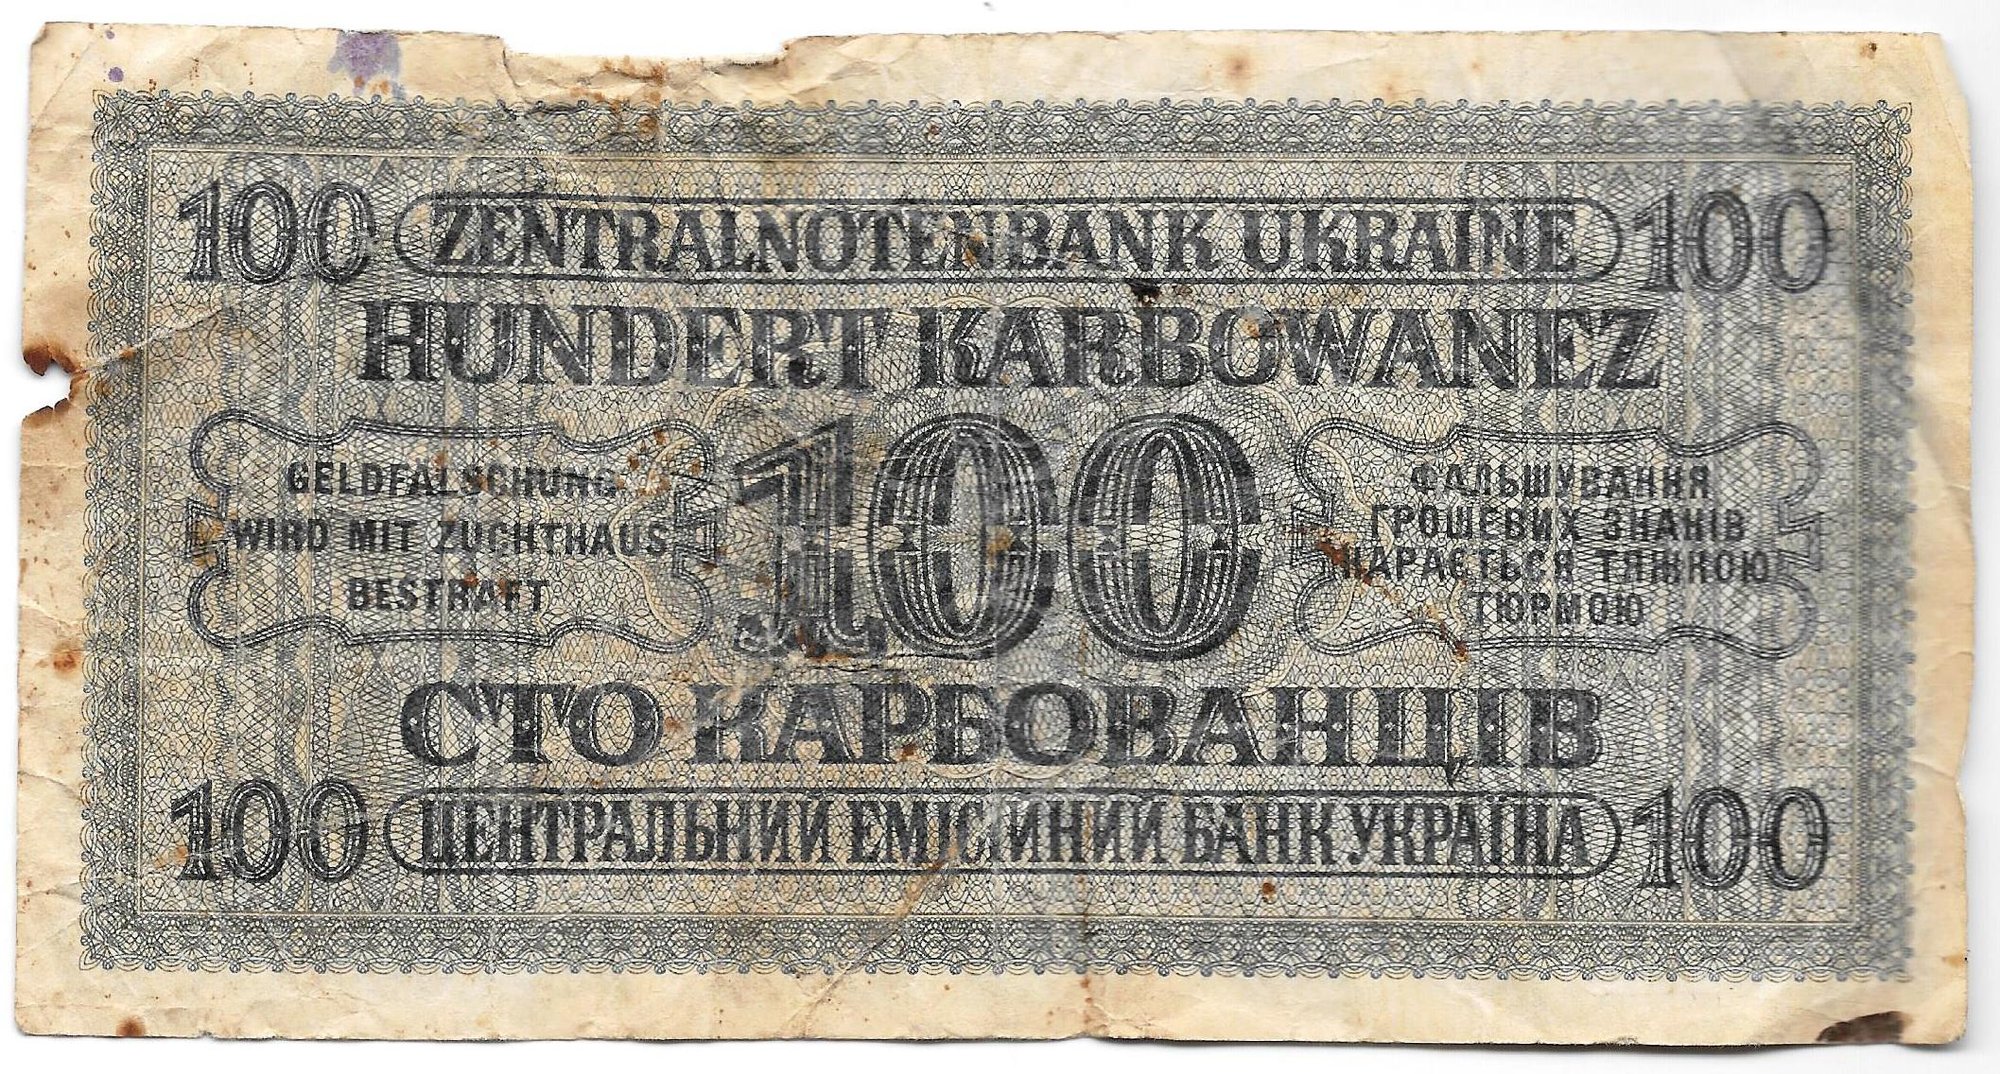 100 ZENTRALNOTENBANK UKRAINE 100
HUNDERT KARBOWANEZ
GELDFÄLSCHUNG
WIRD MIT ZUCHTHAUS
BESTRAFT
100
ФАЛЬШУВАННЯ
ГРОШЕВИХ ЗНАКІВ
КАРАЄТЬСЯ ТЯЖКОЮ
ТЮРМОЮ
СТО КАРБОВАНЦІВ
100 ЦЕНТРАЛЬНИЙ ЕМІСІЙНИЙ БАНК УКРАЇНА 100